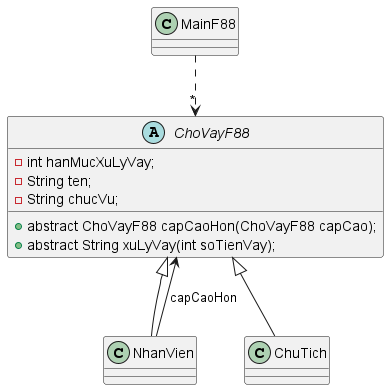 C MainF88
*
A ChoVayF88
int hanMucXuLyVay;
String ten;
String chucVu;
abstract ChoVayF88 capCaoHon(ChoVayF88 capCao);
abstract String xuLyVay(int soTienVay);
capCaoHon
C NhanVien
C ChuTich